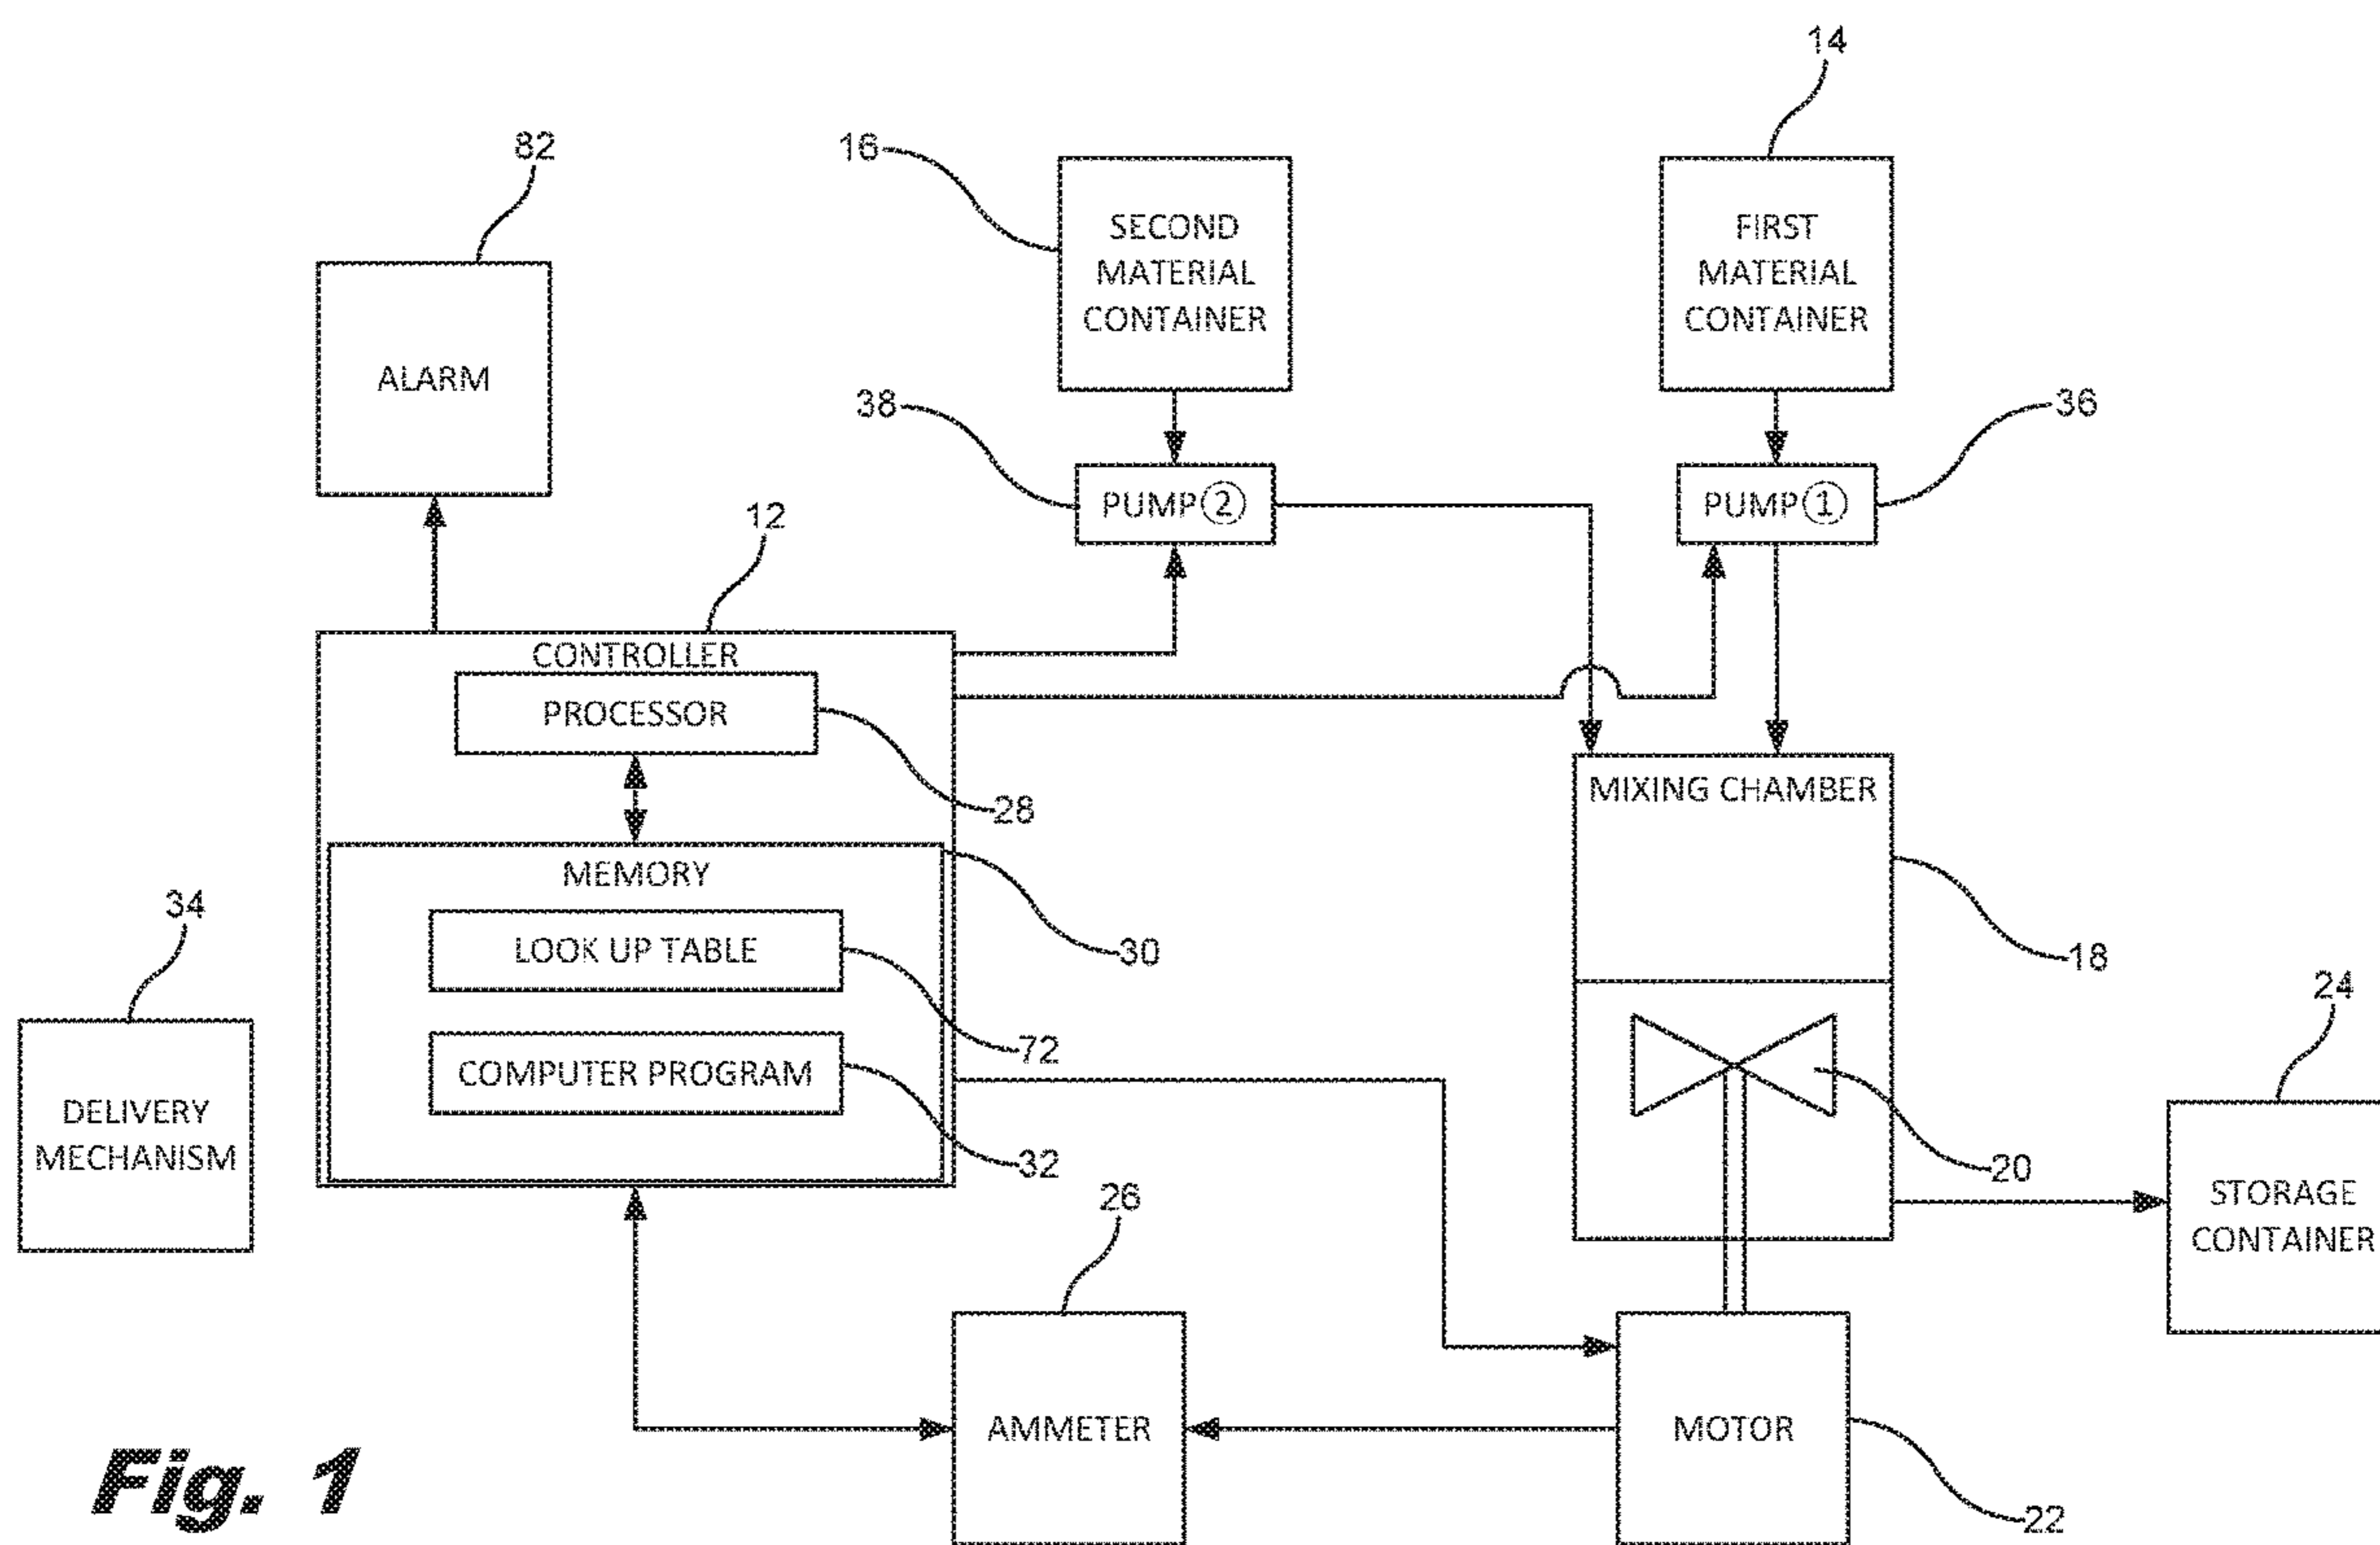 14
82
16
SECOND
MATERIAL
CONTAINER
FIRST
MATERIAL
CONTAINER
ALARM
38
36
PUMP②
PUMP①
12
CONTROLLER
PROCESSOR
28
MIXING CHAMBER
MEMORY
34
LOOK UP TABLE
30
18
24
72
COMPUTER PROGRAM
DELIVERY
MECHANISM
32
20
26
STORAGE
CONTAINER
AMMETER
MOTOR
22
Fig. 1